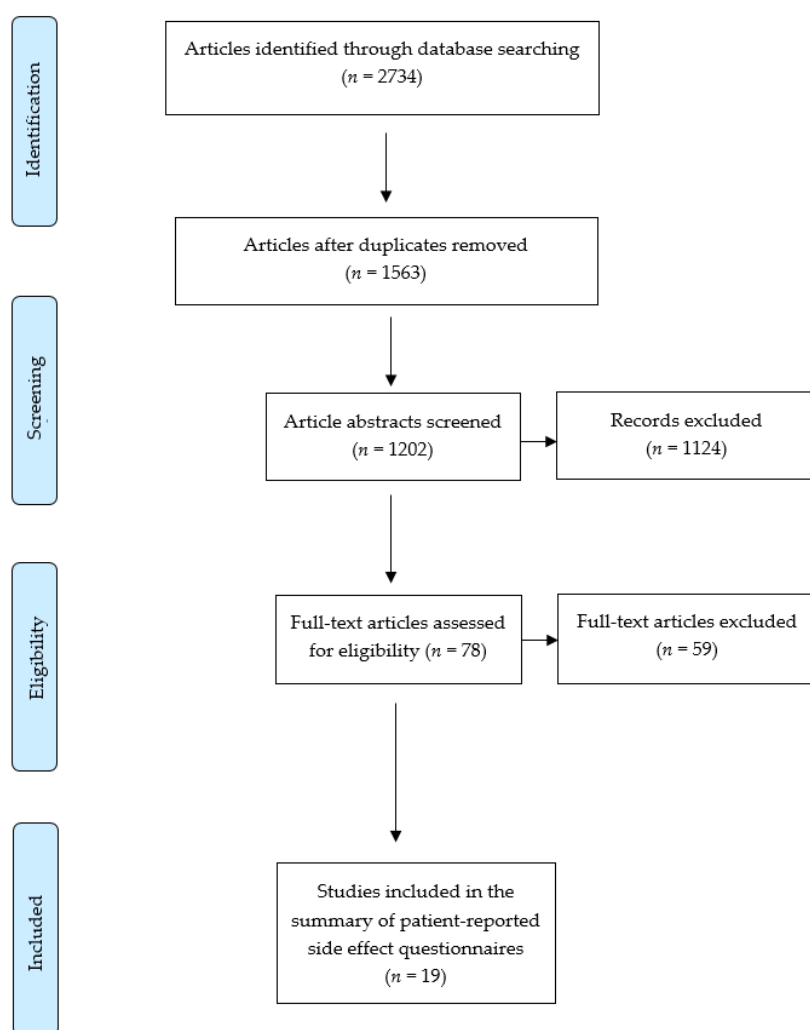 Identification
Articles identified through database searching
(n = 2734)
Articles after duplicates removed
(n = 1563)
Screening
Article abstracts screened
(n = 1202)
Records excluded
(n = 1124)
Eligibility
Full-text articles assessed
for eligibility (n = 78)
Full-text articles excluded
(n = 59)
Included
Studies included in the
summary of patient-reported
side effect questionnaires
(n = 19)